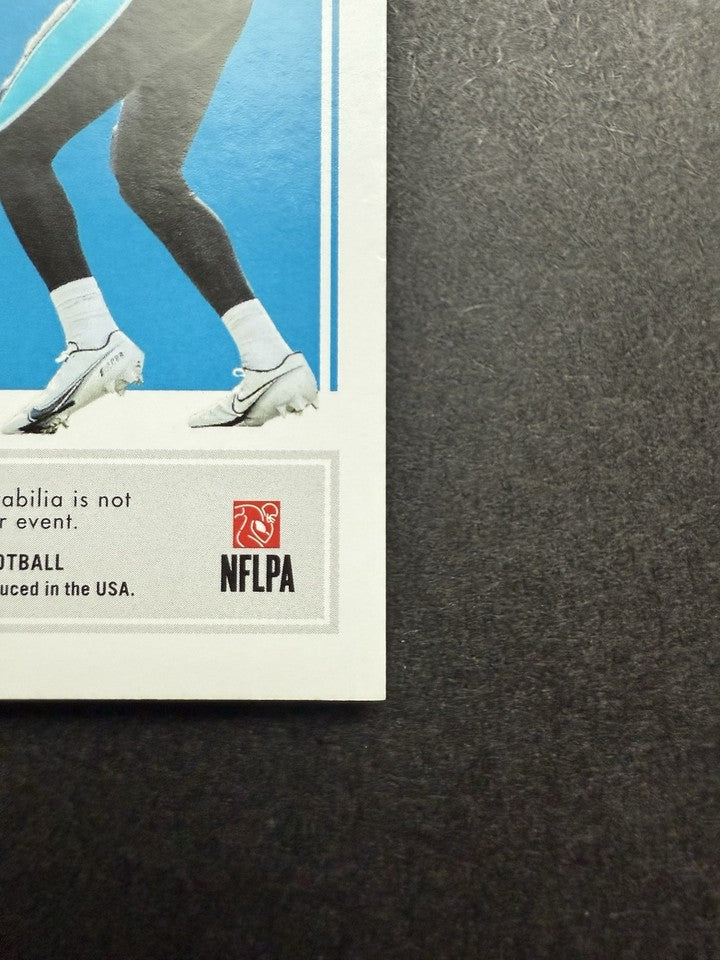 abilia is not
r event.
OTBALL
uced in the USA.
NFLPA